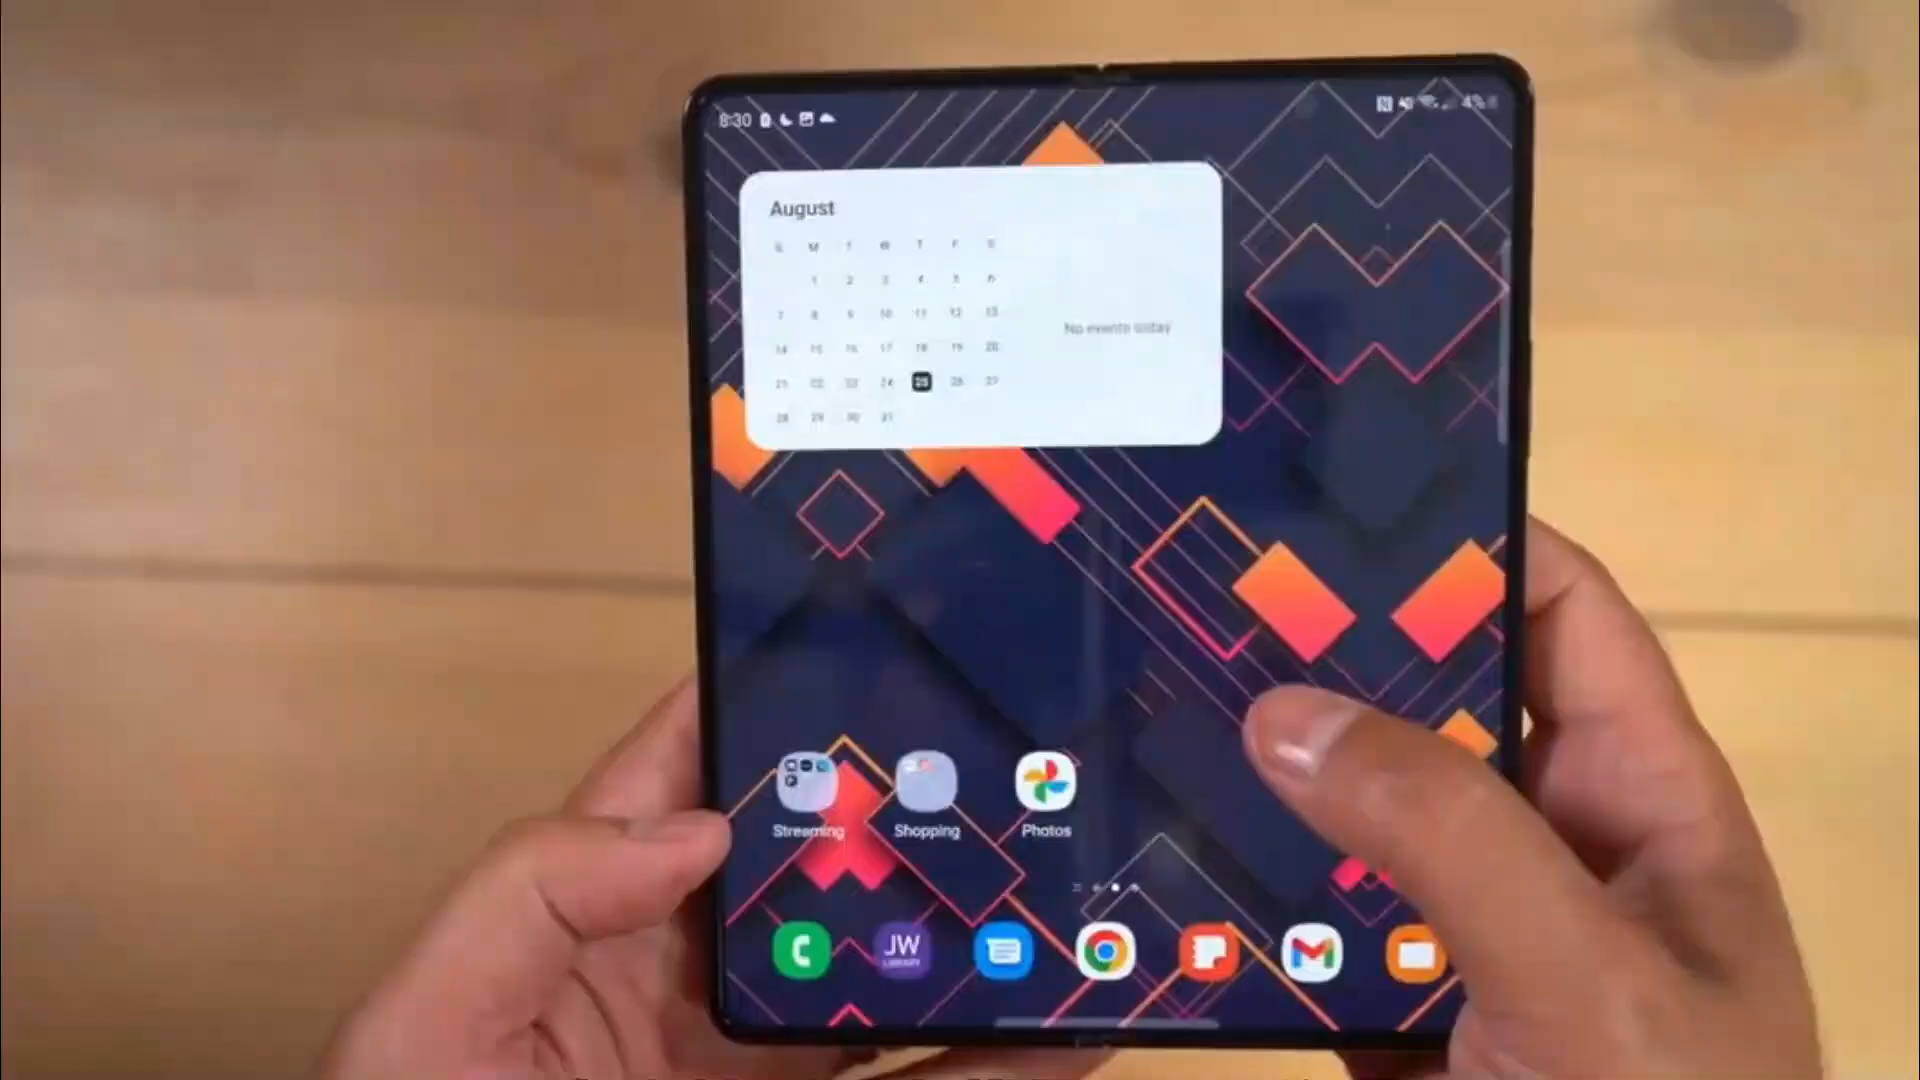 8:30
4%
August
S M T W T F S
1 2 3 4 5 6
7 8 9 10 11 12 13
14 15 16 17 18 19 20
21 22 23 24 25 26 27
28 29 30 31
No events today
Streaming
Shopping
Photos
JW
LIBRARY